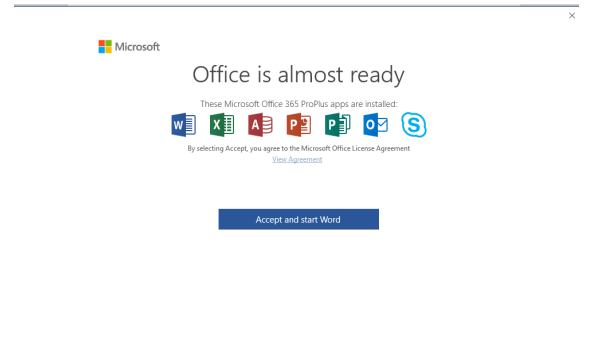 Microsoft
Office is almost ready
These Microsoft Office 365 ProPlus apps are installed:
W X A P P O S
By selecting Accept, you agree to the Microsoft Office License Agreement
View Agreement
Accept and start Word